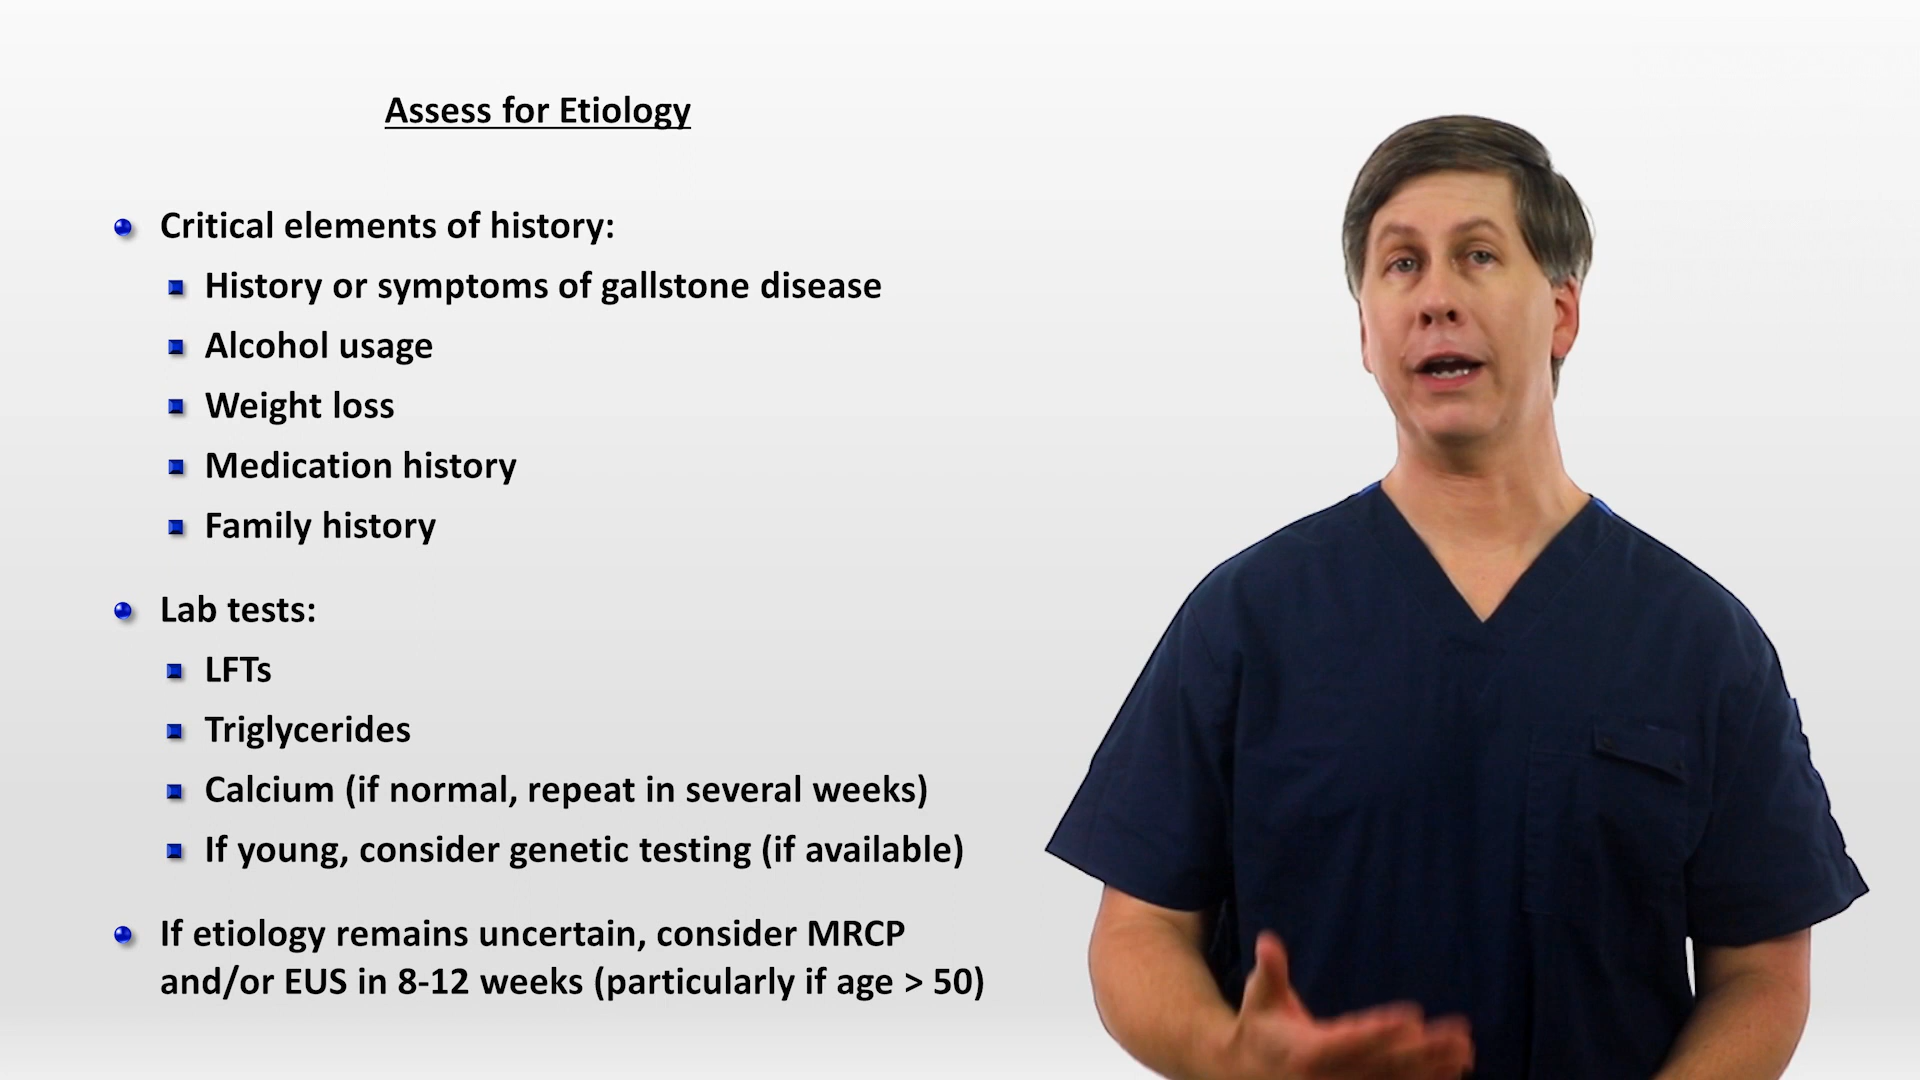 Assess for Etiology
Critical elements of history:
History or symptoms of gallstone disease
Alcohol usage
Weight loss
Medication history
Family history
Lab tests:
LFTs
Triglycerides
Calcium (if normal, repeat in several weeks)
If young, consider genetic testing (if available)
If etiology remains uncertain, consider MRCP
and/or EUS in 8-12 weeks (particularly if age > 50)